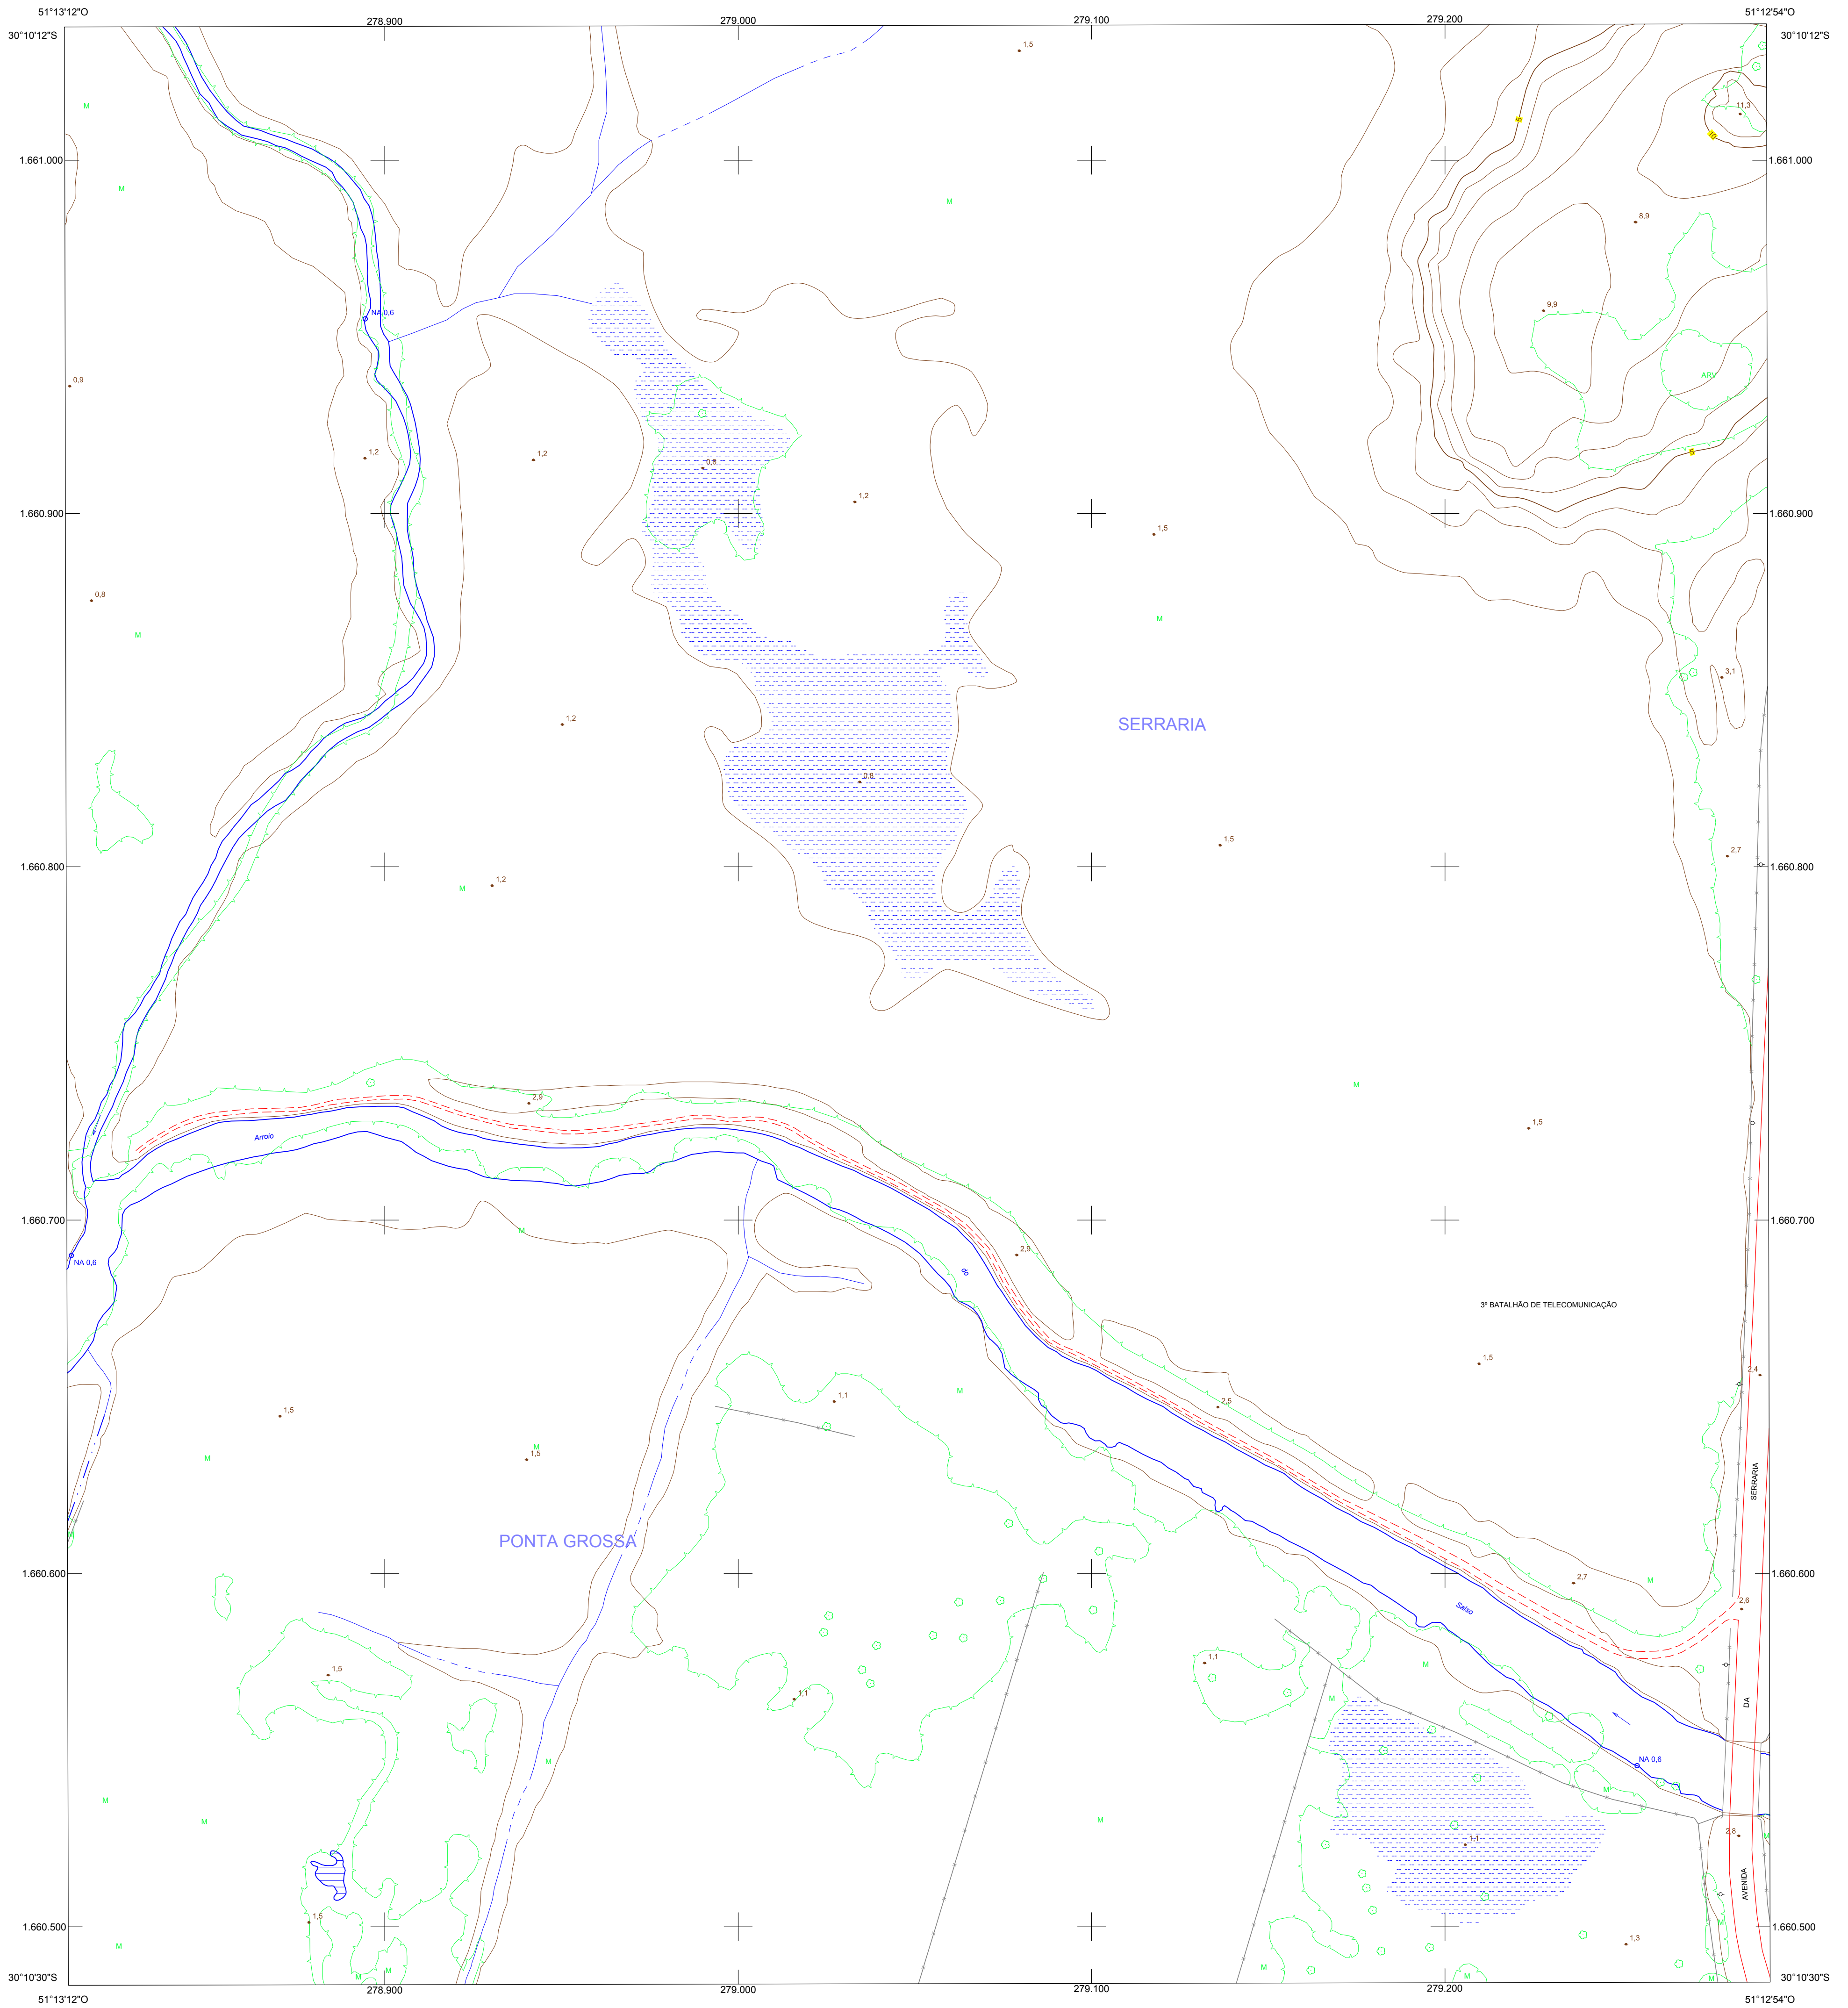 51°13'12"O
51°12'54"O
278.900
279.000
279.100
279.200
30°10'12"S
30°10'12"S
1,5
M
11,3
5
10
1.661.000
1.661.000
M
M
8,9
9,9
NA 0,6
0,9
ARV
1,2
1,2
0,8
5
1,2
1.660.900
1.660.900
1,5
0,8
M
M
3,1
1,2
SERRARIA
0,8
1,5
2,7
1.660.800
1.660.800
1,2
M
M
2,9
1,5
Arroio
1.660.700
1.660.700
M
2,9
NA 0,6
do
3º BATALHÃO DE TELECOMUNICAÇÃO
1,5
2,4
M
1,1
2,5
1,5
M
M
1,5
SERRARIA
M
PONTA GROSSA
1.660.600
1.660.600
2,7
M
2,6
Salso
1,1
M
1,5
1,1
M
DA
M
NA 0,6
M
M
M
M
2,8
M
1,1
AVENIDA
1,5
M
1.660.500
1.660.500
M
1,3
M
M
M
M
M
30°10'30"S
30°10'30"S
278.900
279.000
279.100
279.200
51°13'12"O
51°12'54"O